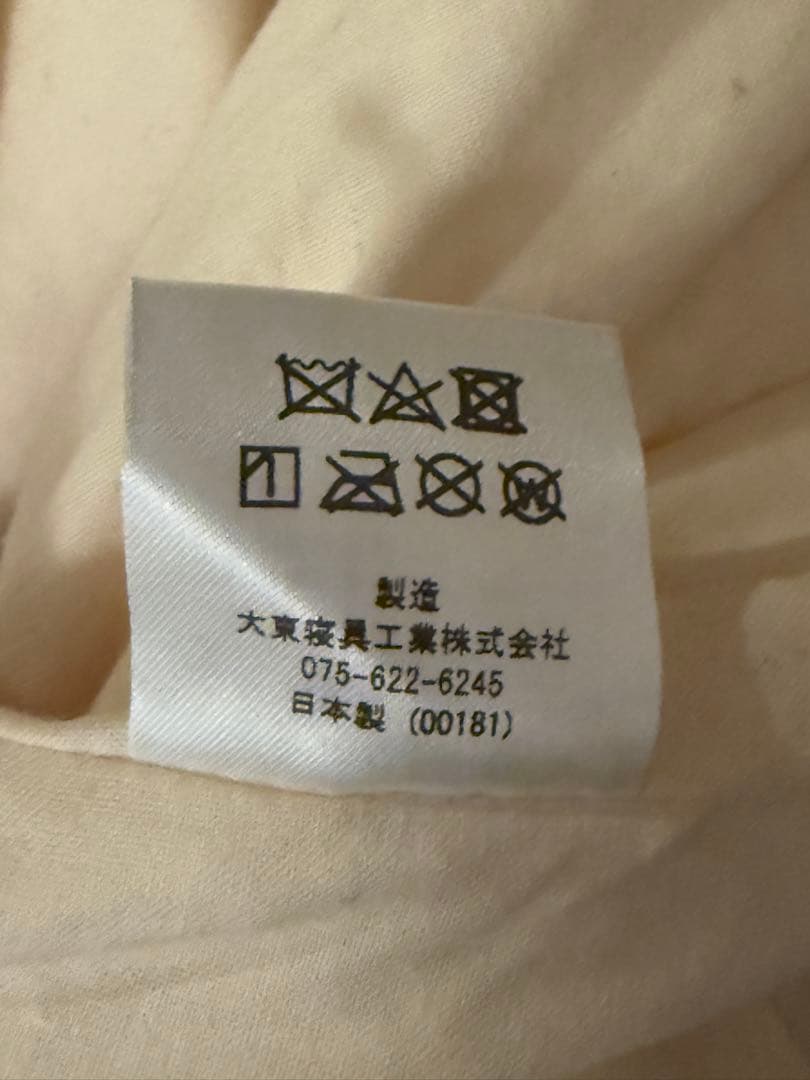 製造
大東寝具工業株式会社
075-622-6245
日本製 (00181)